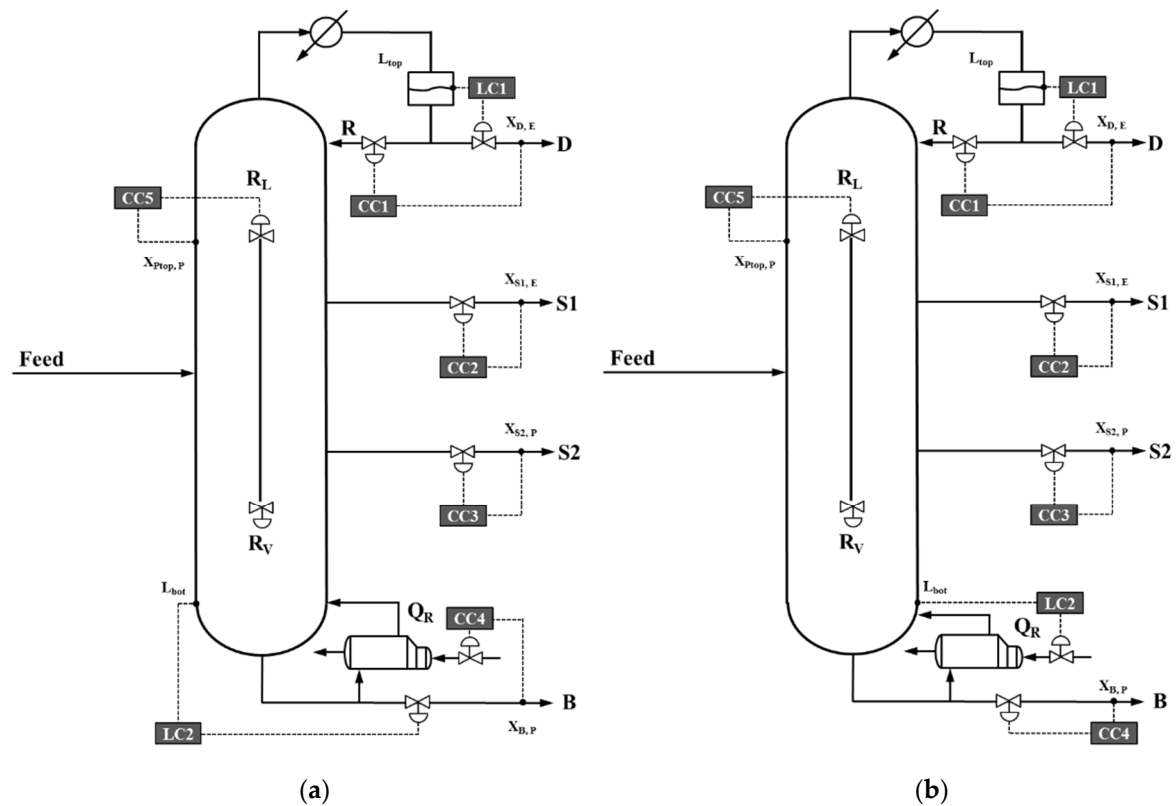 L_top
LC1
X_D, E
R
D
R_L
CC5
CC1
X_Ptop, P
X_S1, E
S1
Feed
CC2
X_S2, P
S2
CC3
R_V
L_bot
Q_R
CC4
B
LC2
X_B, P
(a)
L_top
LC1
X_D, E
R
D
R_L
CC5
CC1
X_Ptop, P
X_S1, E
S1
Feed
CC2
X_S2, P
S2
CC3
R_V
L_bot
LC2
Q_R
X_B, P
B
CC4
(b)